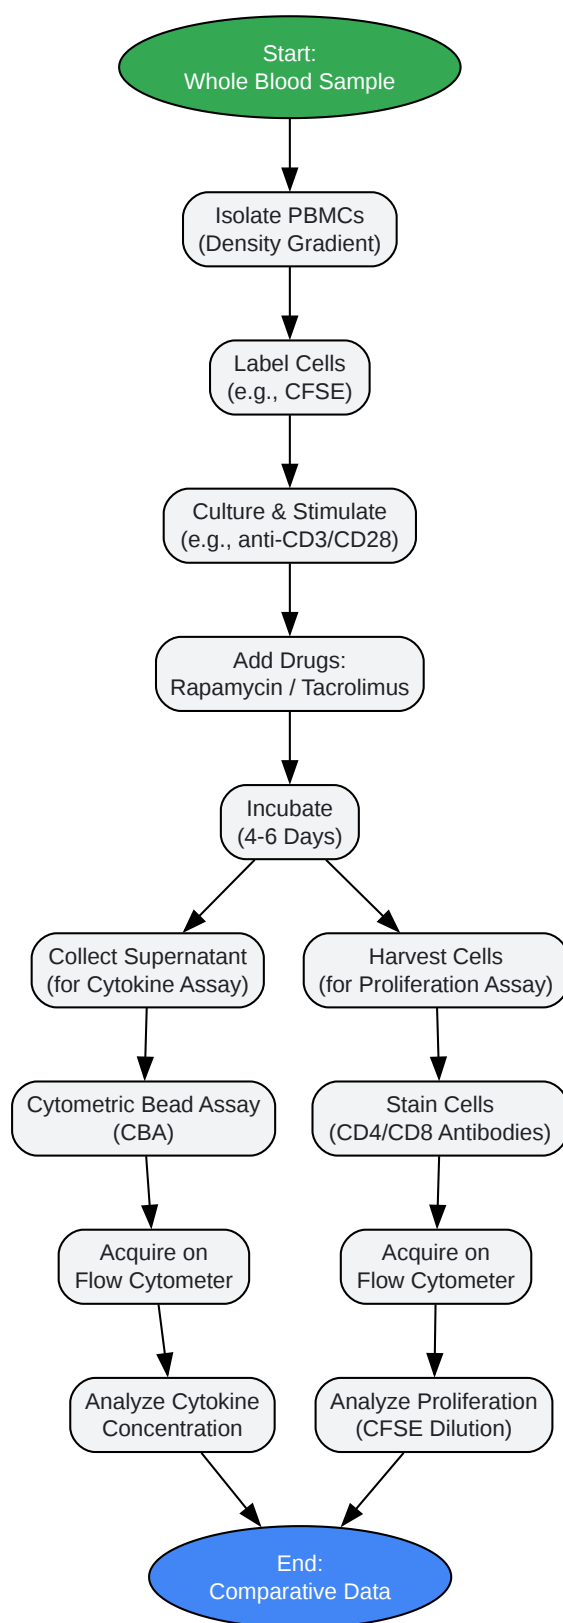 Start:
Whole Blood Sample
Isolate PBMCs
(Density Gradient)
Label Cells
(e.g., CFSE)
Culture & Stimulate
(e.g., anti-CD3/CD28)
Add Drugs:
Rapamycin / Tacrolimus
Incubate
(4-6 Days)
Collect Supernatant
(for Cytokine Assay)
Harvest Cells
(for Proliferation Assay)
Cytometric Bead Assay
(CBA)
Stain Cells
(CD4/CD8 Antibodies)
Acquire on
Flow Cytometer
Acquire on
Flow Cytometer
Analyze Cytokine
Concentration
Analyze Proliferation
(CFSE Dilution)
End:
Comparative Data